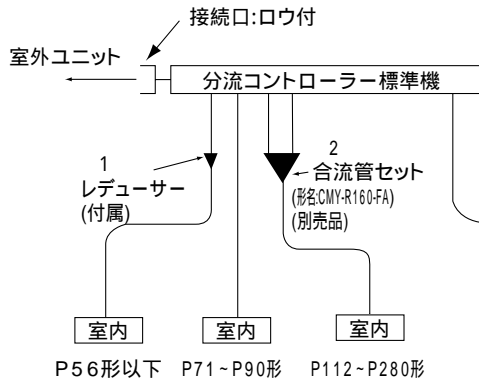 接続口:ロウ付
室外ユニット
分流コントローラー標準機
1
レデューサー
(付属)
2
合流管セット
(形名:CMY-R160-FA)
(別売品)
室内
室内
室内
P56形以下
P71~P90形
P112~P280形